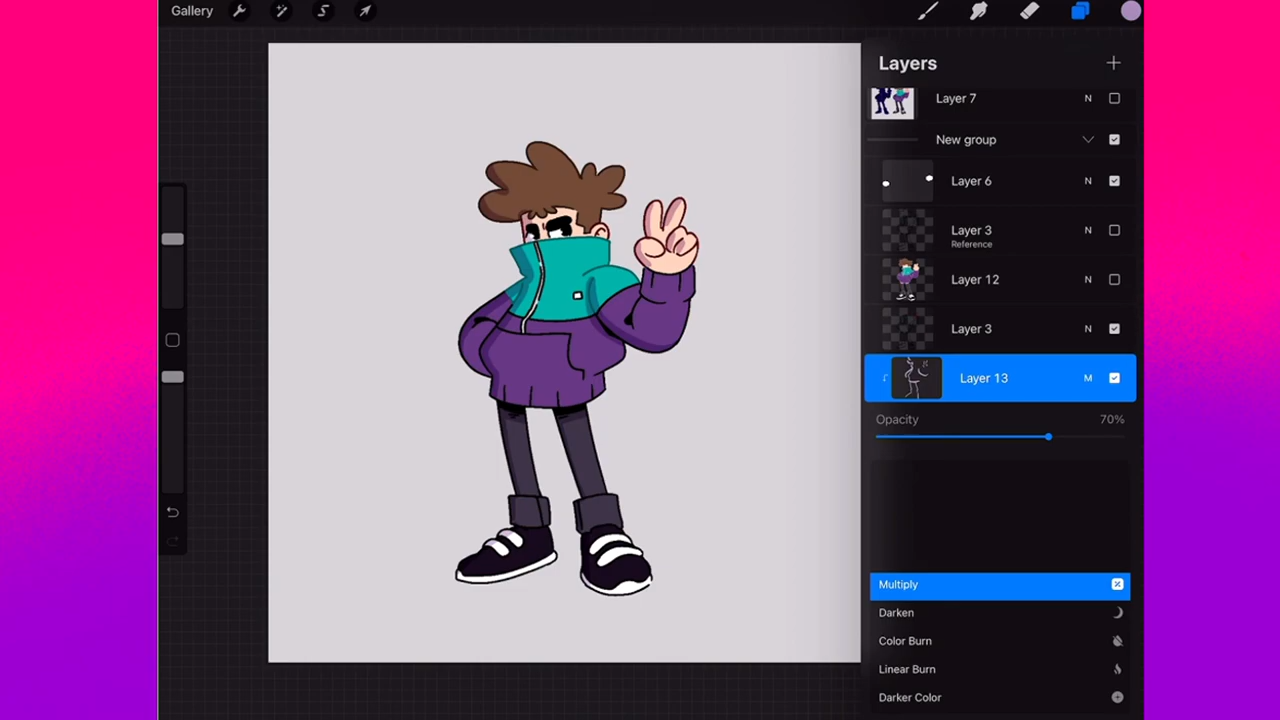 Gallery
Layers
Layer 7 N
New group
Layer 6 N
Layer 3 N
Reference
Layer 12 N
Layer 3 N
Layer 13 M
Opacity 70%
Multiply
Darken
Color Burn
Linear Burn
Darker Color